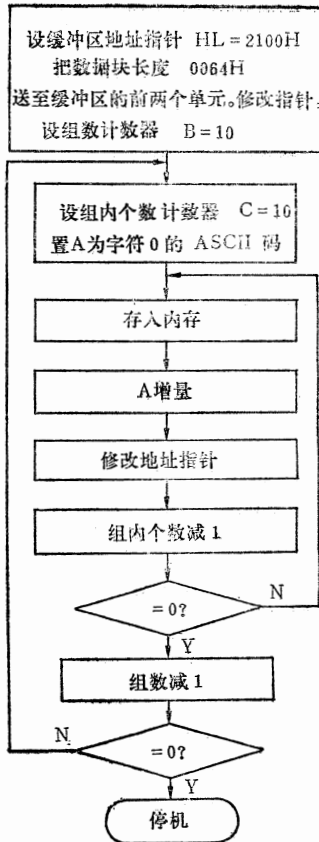 设缓冲区地址指针 HL=2100H
把数据块长度 0064H
送至缓冲区的前两个单元。修改指针。
设组数计数器 B=10
设组内个数计数器 C=10
置A为字符0的 ASCII 码
存入内存
A增量
修改地址指针
组内个数减1
=0?
N
Y
组数减1
N
=0?
Y
停机